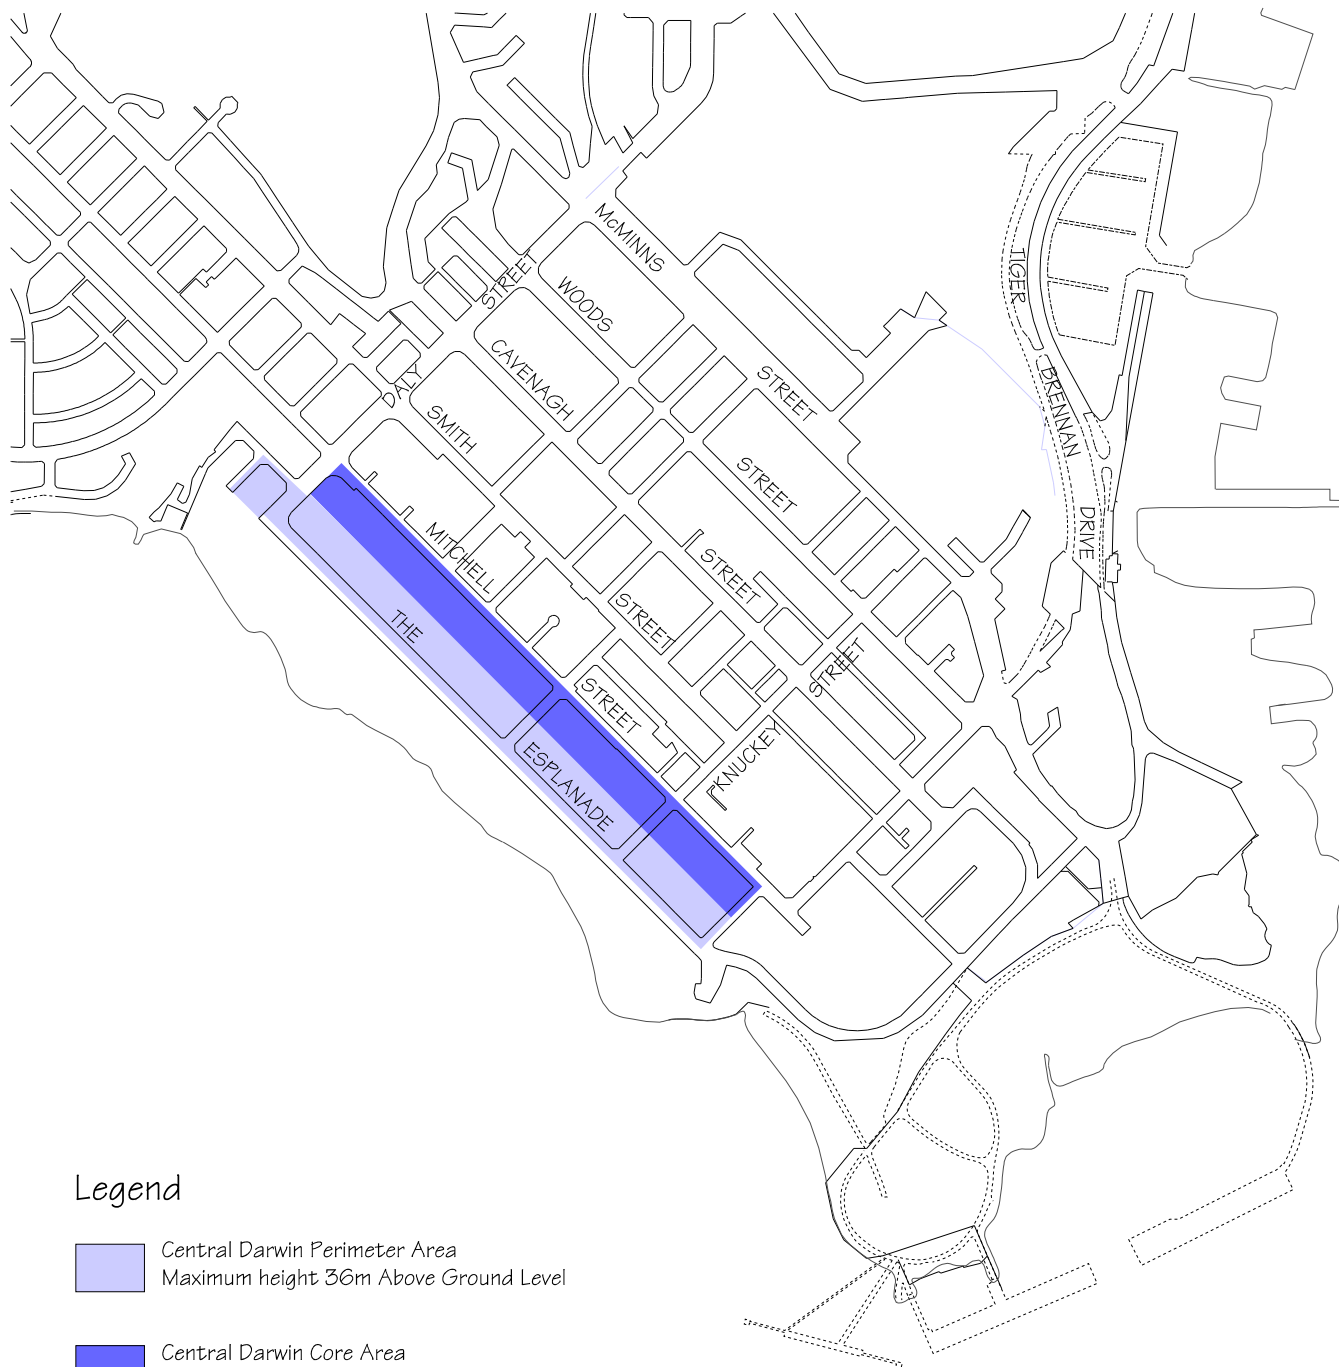 McMINNS
STREET
WOODS
STREET
CAVENAGH
STREET
SMITH
STREET
MITCHELL
STREET
THE
ESPLANADE
DALY
STREET
KNUCKEY
STREET
TIGER
BRENNAN
DRIVE
Legend
Central Darwin Perimeter Area
Maximum height 36m Above Ground Level
Central Darwin Core Area